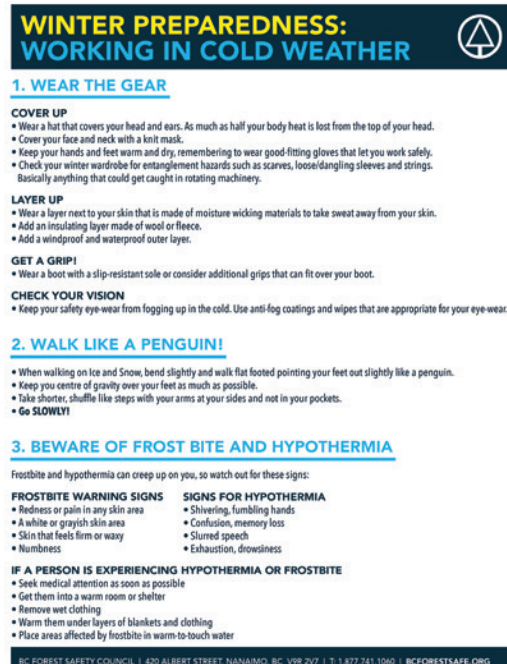 WINTER PREPAREDNESS:
WORKING IN COLD WEATHER
1. WEAR THE GEAR
COVER UP
• Wear a hat that covers your head and ears. As much as half your body heat is lost from the top of your head.
• Cover your face and neck with a knit mask.
• Keep your hands and feet warm and dry, remembering to wear good-fitting gloves that let you work safely.
• Check your winter wardrobe for entanglement hazards such as scarves, loose/dangling sleeves and strings.
Basically anything that could get caught in rotating machinery.
LAYER UP
• Wear a layer next to your skin that is made of moisture wicking materials to take sweat away from your skin.
• Add an insulating layer made of wool or fleece.
• Add a windproof and waterproof outer layer.
GET A GRIP!
• Wear a boot with a slip-resistant sole or consider additional grips that can fit over your boot.
CHECK YOUR VISION
• Keep your safety eye-wear from fogging up in the cold. Use anti-fog coatings and wipes that are appropriate for your eye-wear.
2. WALK LIKE A PENGUIN!
• When walking on Ice and Snow, bend slightly and walk flat footed pointing your feet out slightly like a penguin.
• Keep you centre of gravity over your feet as much as possible.
• Take shorter, shuffle like steps with your arms at your sides and not in your pockets.
• Go SLOWLY!
3. BEWARE OF FROST BITE AND HYPOTHERMIA
Frostbite and hypothermia can creep up on you, so watch out for these signs:
FROSTBITE WARNING SIGNS
• Redness or pain in any skin area
• A white or grayish skin area
• Skin that feels firm or waxy
• Numbness
SIGNS FOR HYPOTHERMIA
• Shivering, fumbling hands
• Confusion, memory loss
• Slurred speech
• Exhaustion, drowsiness
IF A PERSON IS EXPERIENCING HYPOTHERMIA OR FROSTBITE
• Seek medical attention as soon as possible
• Get them into a warm room or shelter
• Remove wet clothing
• Warm them under layers of blankets and clothing
• Place areas affected by frostbite in warm-to-touch water
BC FOREST SAFETY COUNCIL | 420 ALBERT STREET, NANAIMO, BC V9R 2V7 | T: 1.877.741.1060 | BCFORESTSAFE.ORG